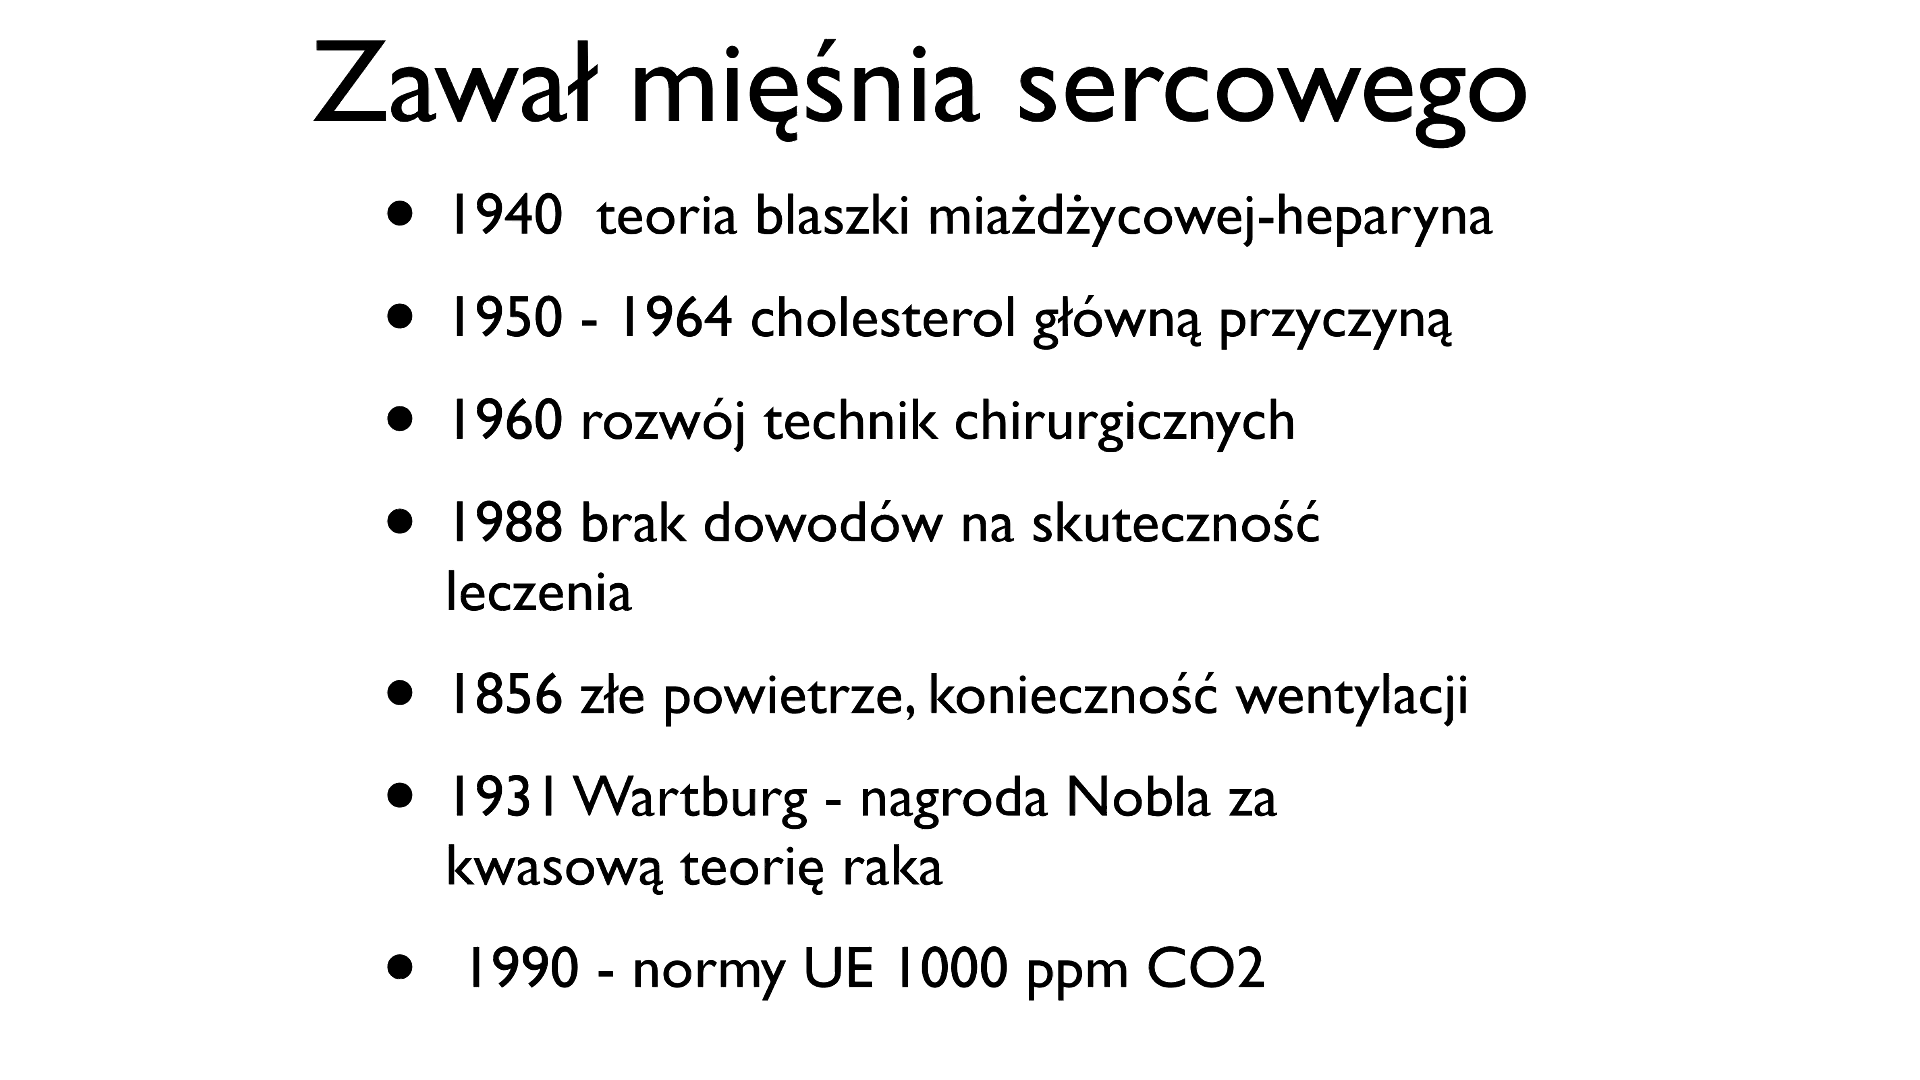 Zawał mięśnia sercowego
• 1940  teoria blaszki miażdżycowej-heparyna
• 1950 - 1964 cholesterol główną przyczyną
• 1960 rozwój technik chirurgicznych
• 1988 brak dowodów na skuteczność
leczenia
• 1856 złe powietrze, konieczność wentylacji
• 1931 Wartburg - nagroda Nobla za
kwasową teorię raka
• 1990 - normy UE 1000 ppm CO2